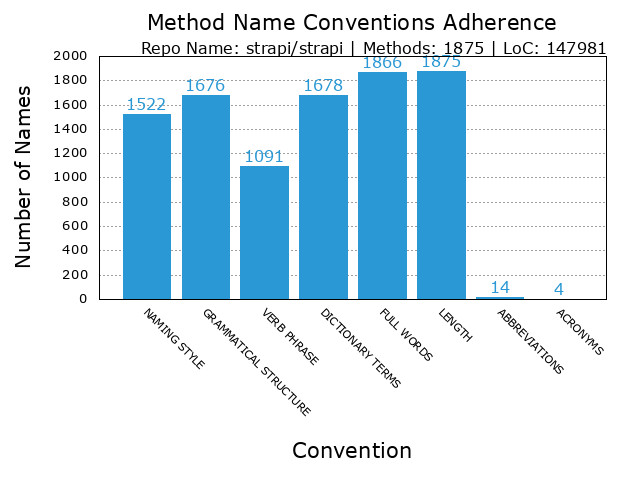 Method Name Conventions Adherence
Repo Name: strapi/strapi | Methods: 1875 | LoC: 147981
Number of Names
2000
1800
1600
1400
1200
1000
800
600
400
200
0
1522
1676
1091
1678
1866
1875
14
4
NAMING STYLE
GRAMMATICAL STRUCTURE
VERB PHRASE
DICTIONARY TERMS
FULL WORDS
LENGTH
ABBREVIATIONS
ACRONYMS
Convention